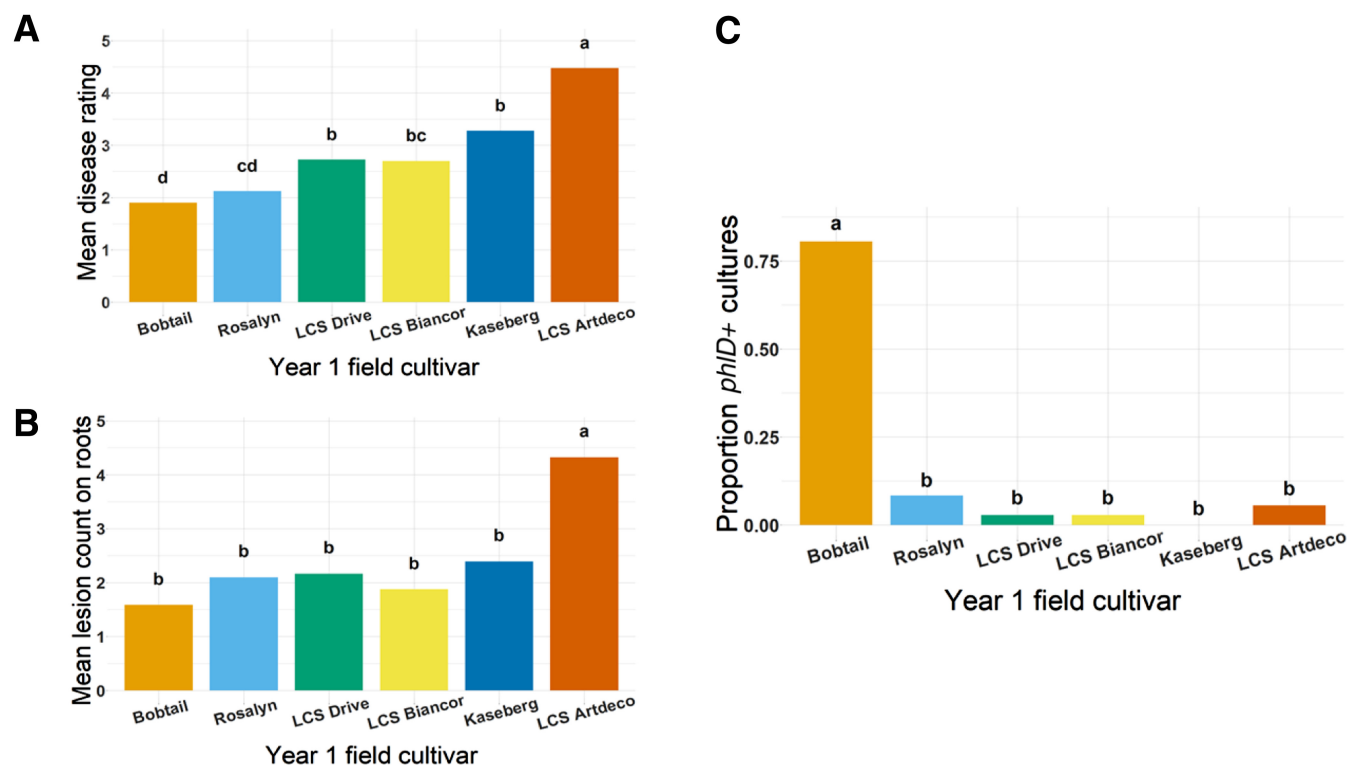 A
Mean disease rating
5
4
3
2
1
0
d
cd
b
bc
b
a
Bobtail
Rosalyn
LCS Drive
LCS Biancor
Kaseberg
LCS Artdeco
Year 1 field cultivar
B
Mean lesion count on roots
5
4
3
2
1
0
b
b
b
b
b
a
Bobtail
Rosalyn
LCS Drive
LCS Biancor
Kaseberg
LCS Artdeco
Year 1 field cultivar
C
Proportion phlD+ cultures
0.75
0.50
0.25
0.00
a
b
b
b
b
b
Bobtail
Rosalyn
LCS Drive
LCS Biancor
Kaseberg
LCS Artdeco
Year 1 field cultivar